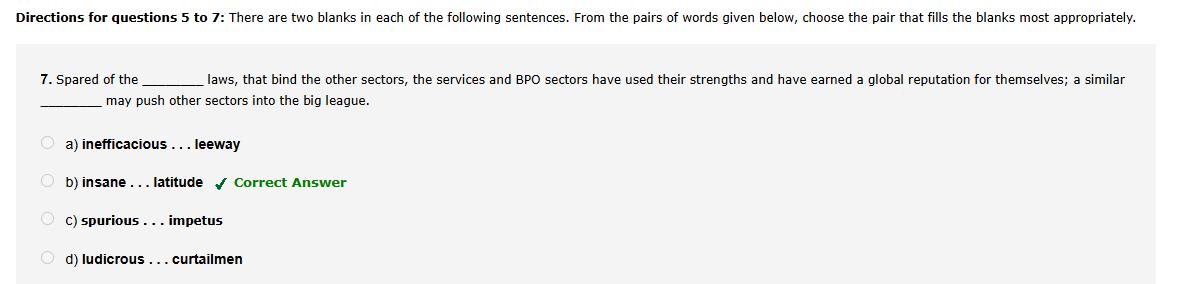 Directions for questions 5 to 7: There are two blanks in each of the following sentences. From the pairs of words given below, choose the pair that fills the blanks most appropriately.
7. Spared of the ________ laws, that bind the other sectors, the services and BPO sectors have used their strengths and have earned a global reputation for themselves; a similar
________ may push other sectors into the big league.
a) inefficacious . . . leeway
b) insane . . . latitude ✓ Correct Answer
c) spurious . . . impetus
d) ludicrous . . . curtailmen